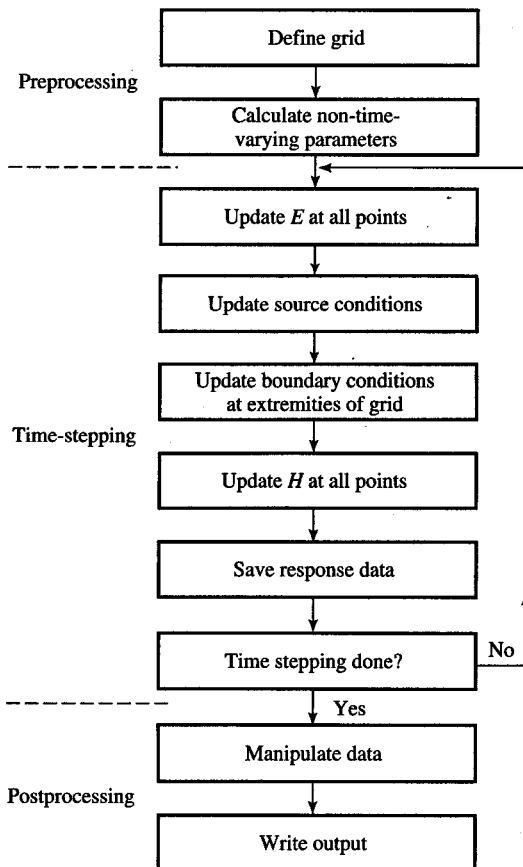 Define grid
Preprocessing
Calculate non-time-
varying parameters
Update E at all points
Update source conditions
Update boundary conditions
at extremities of grid
Time-stepping
Update H at all points
Save response data
Time stepping done?
No
Yes
Manipulate data
Postprocessing
Write output